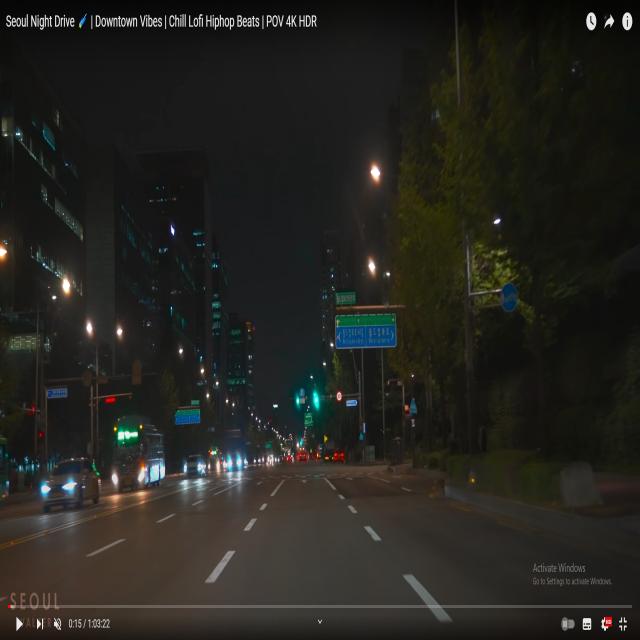 Seoul Night Drive | Downtown Vibes | Chill Lofi Hiphop Beats | POV 4K HDR
Activate Windows
Go to Settings to activate Windows.
SEOUL
0:15 / 1:03:22